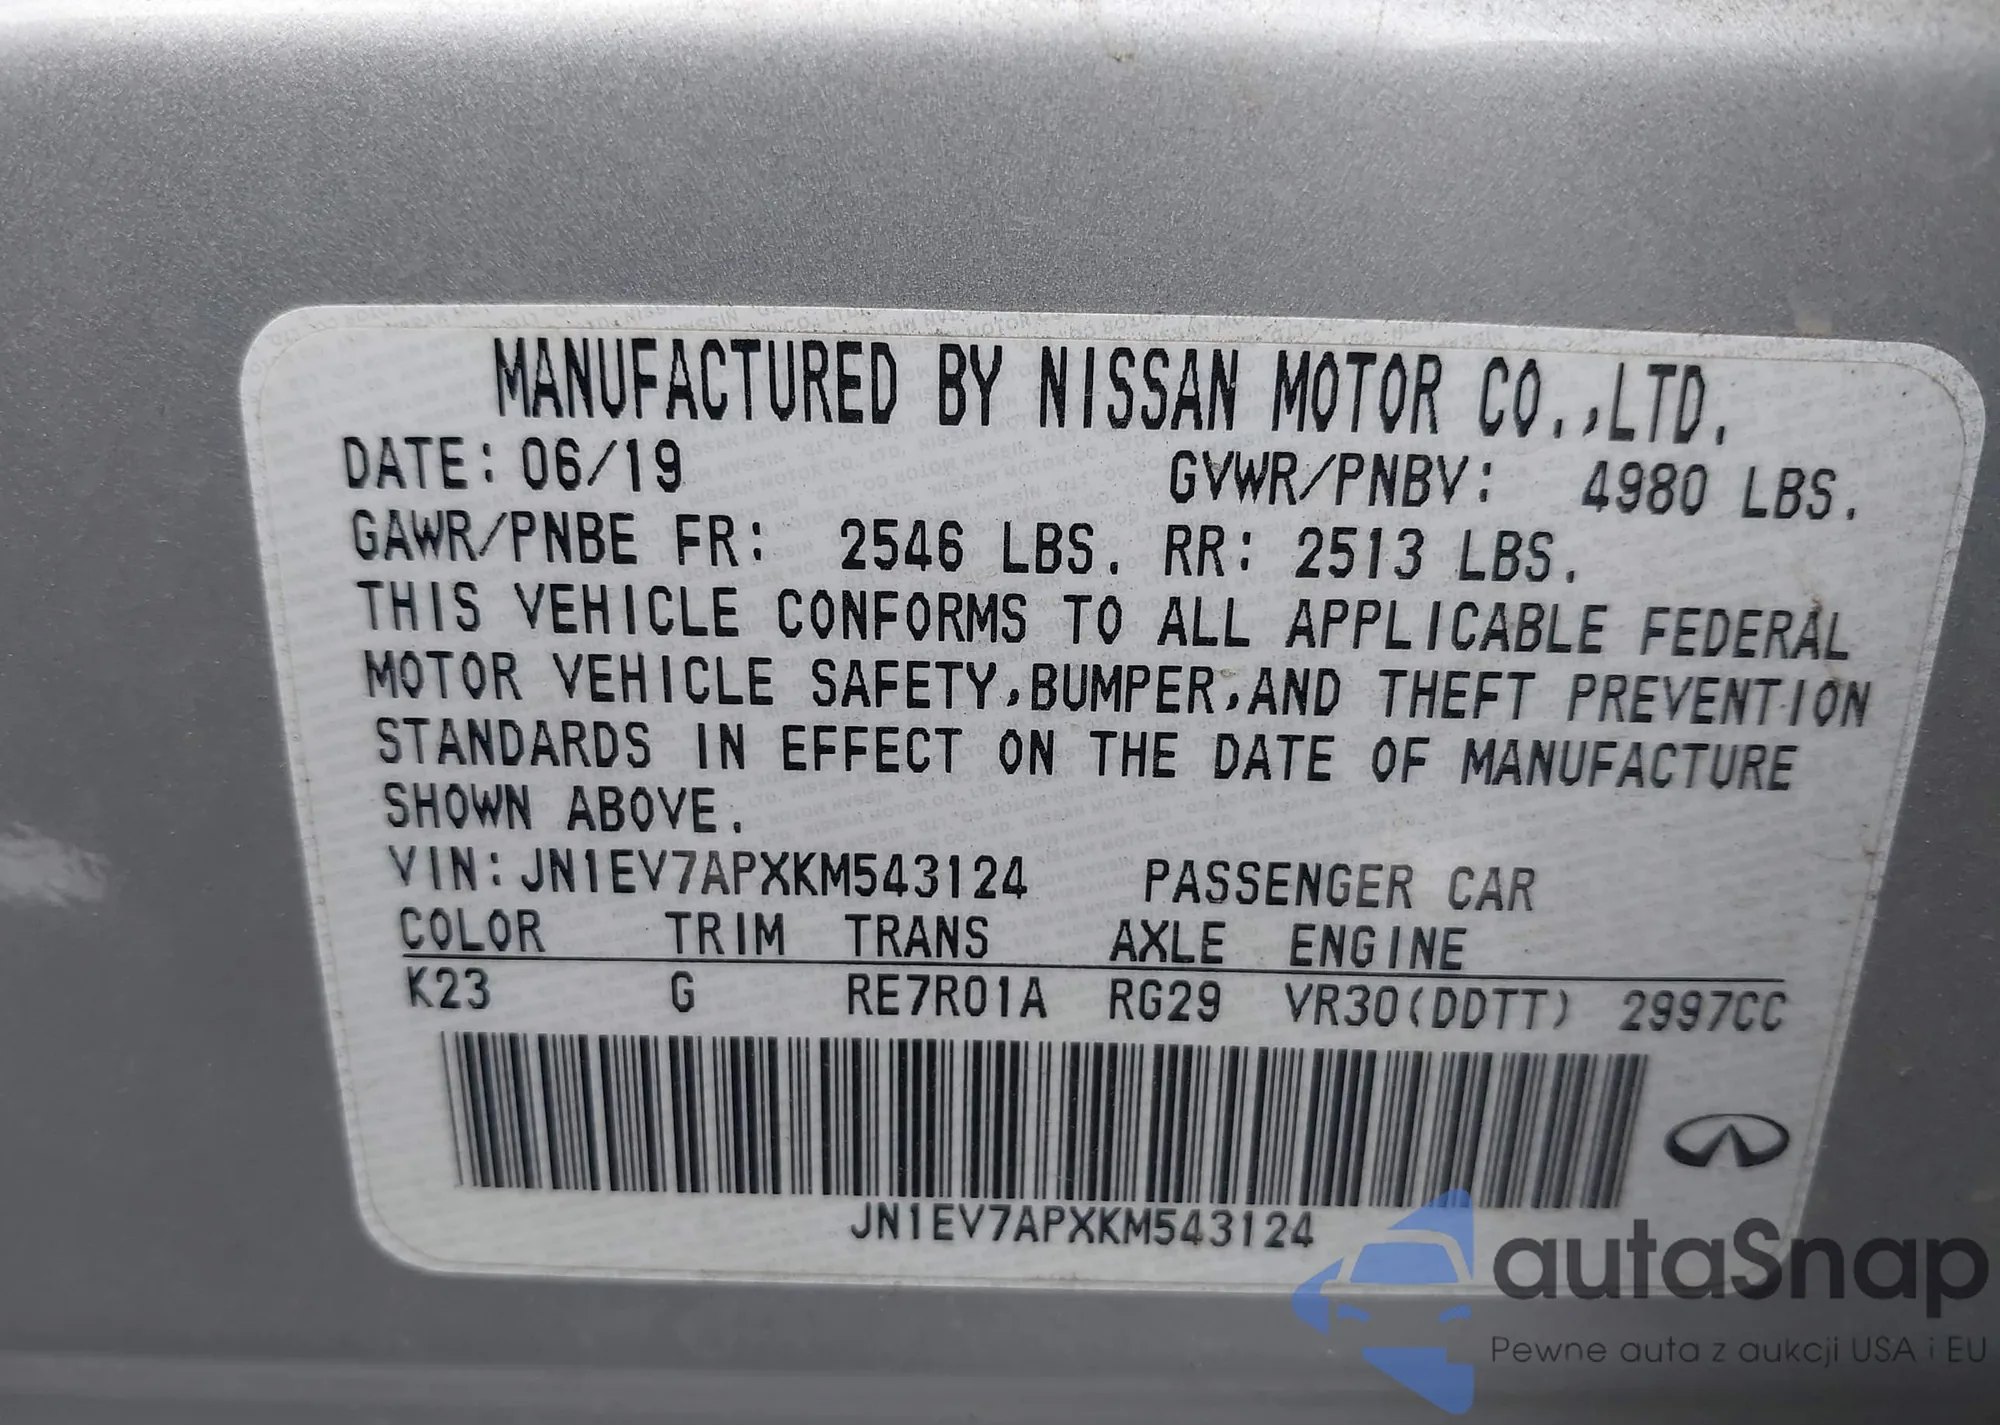 MANUFACTURED BY NISSAN MOTOR CO.,LTD.
DATE: 06/19 GVWR/PNBV: 4980 LBS.
GAWR/PNBE FR: 2546 LBS. RR: 2513 LBS.
THIS VEHICLE CONFORMS TO ALL APPLICABLE FEDERAL
MOTOR VEHICLE SAFETY,BUMPER,AND THEFT PREVENTION
STANDARDS IN EFFECT ON THE DATE OF MANUFACTURE
SHOWN ABOVE.
VIN:JN1EV7APXKM543124 PASSENGER CAR
COLOR TRIM TRANS AXLE ENGINE
K23 G RE7R01A RG29 VR30(DDTT) 2997CC
JN1EV7APXKM543124
autaSnap
Pewne auta z aukcji USA i EU